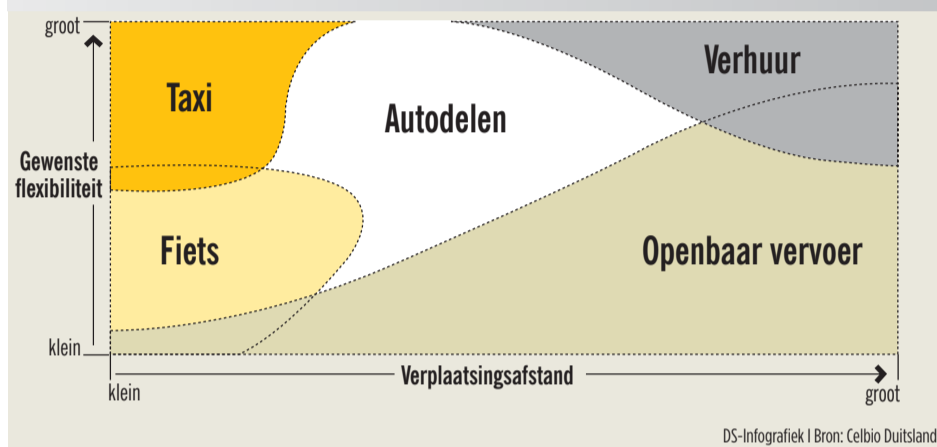 groot
Verhuur
Taxi
Autodelen
Gewenste
flexibiliteit
Fiets
Openbaar vervoer
klein
Verplaatsingsafstand
klein
groot
DS-Infografiek I Bron: Celbio Duitsland